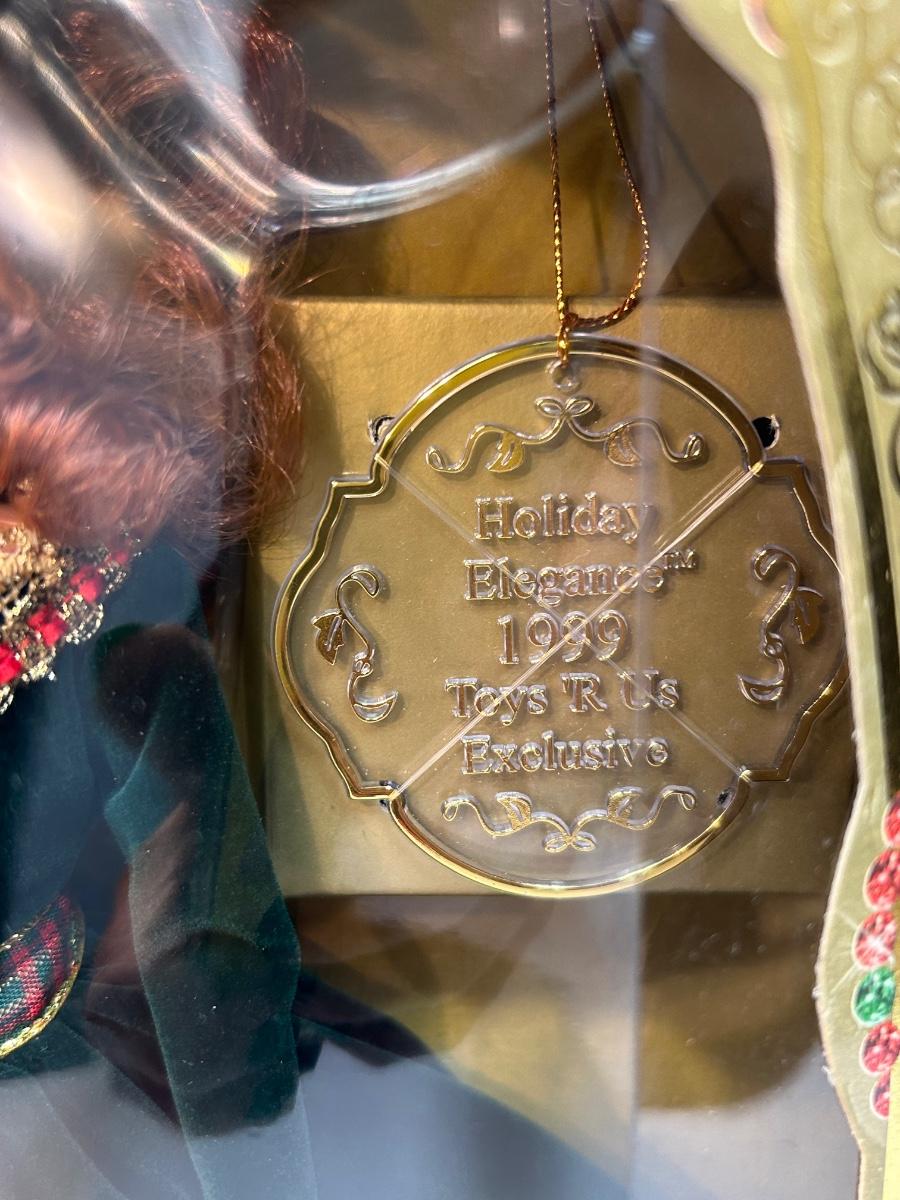 Holiday
Elegance™
1999
Toys 'R Us
Exclusive